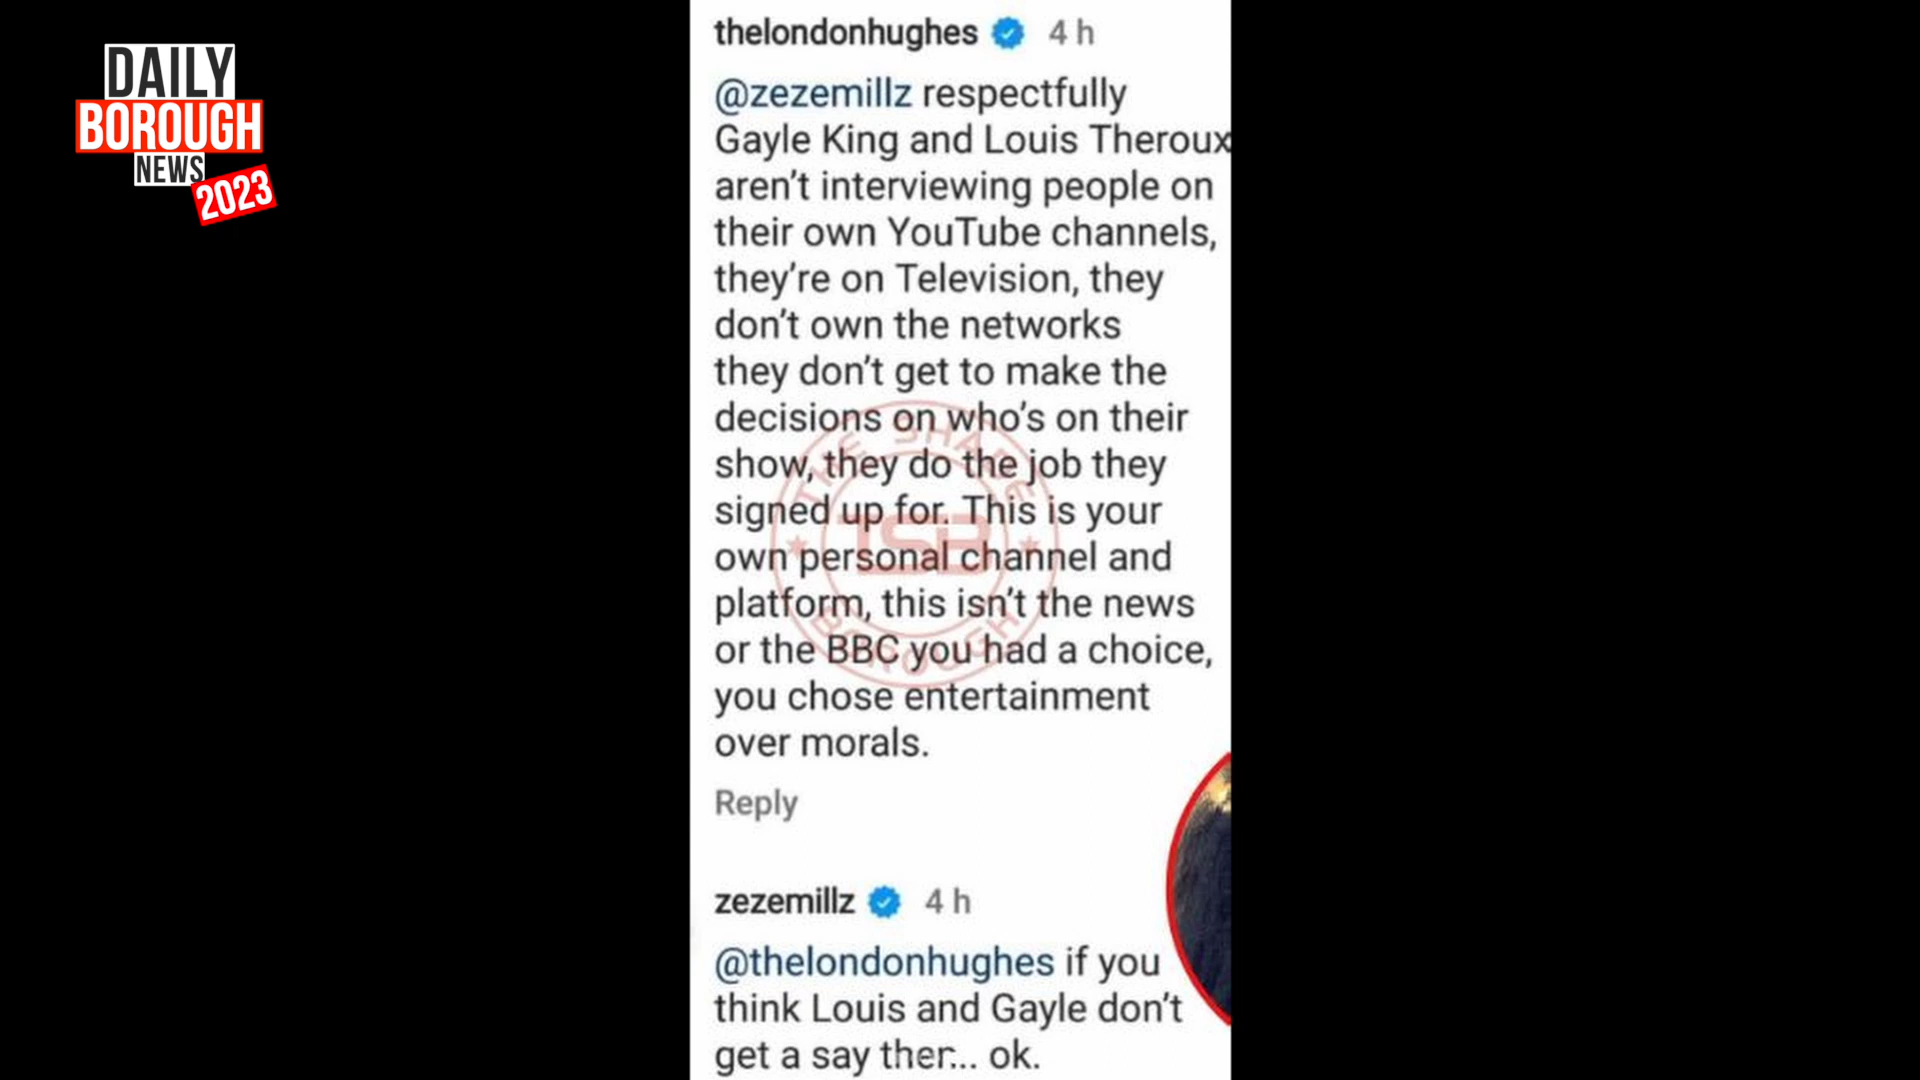 DAILY
BOROUGH
NEWS
2023
thelondonhughes 4 h
@zezemillz respectfully
Gayle King and Louis Theroux
aren't interviewing people on
their own YouTube channels,
they're on Television, they
don't own the networks
they don't get to make the
decisions on who's on their
show, they do the job they
signed up for. This is your
own personal channel and
platform, this isn't the news
or the BBC you had a choice,
you chose entertainment
over morals.
THE SHADE
TSB
BOROUGH
Reply
zezemillz 4 h
@thelondonhughes if you
think Louis and Gayle don't
get a say ther... ok.